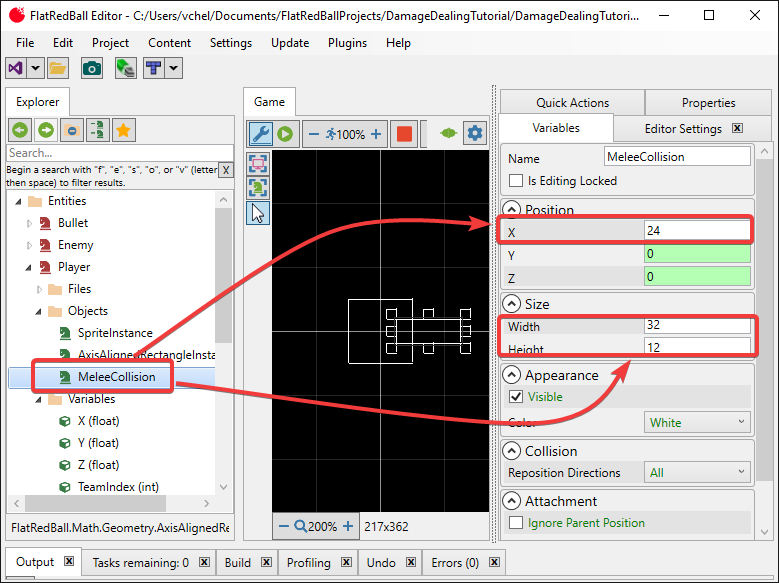 FlatRedBall Editor - C:/Users/vchel/Documents/FlatRedBallProjects/DamageDealingTutorial/DamageDealingTutori...
File Edit Project Content Settings Update Plugins Help
Explorer
Search...
Begin a search with "f", "e", "s", "o", or "v" (letter
then space) to filter results.
X
Entities
Bullet
Enemy
Player
Files
Objects
SpriteInstance
AxisAlignedRectangleInsta
MeleeCollision
Variables
X (float)
Y (float)
Z (float)
TeamIndex (int)
FlatRedBall.Math.Geometry.AxisAlignedRe
Game
100%
200%
217x362
Quick Actions Properties
Variables Editor Settings
Name MeleeCollision
Is Editing Locked
Position
X 24
Y 0
Z 0
Size
Width 32
Height 12
Appearance
Visible
Color White
Collision
Reposition Directions All
Attachment
Ignore Parent Position
Output Tasks remaining: 0 Build Profiling Undo Errors (0)